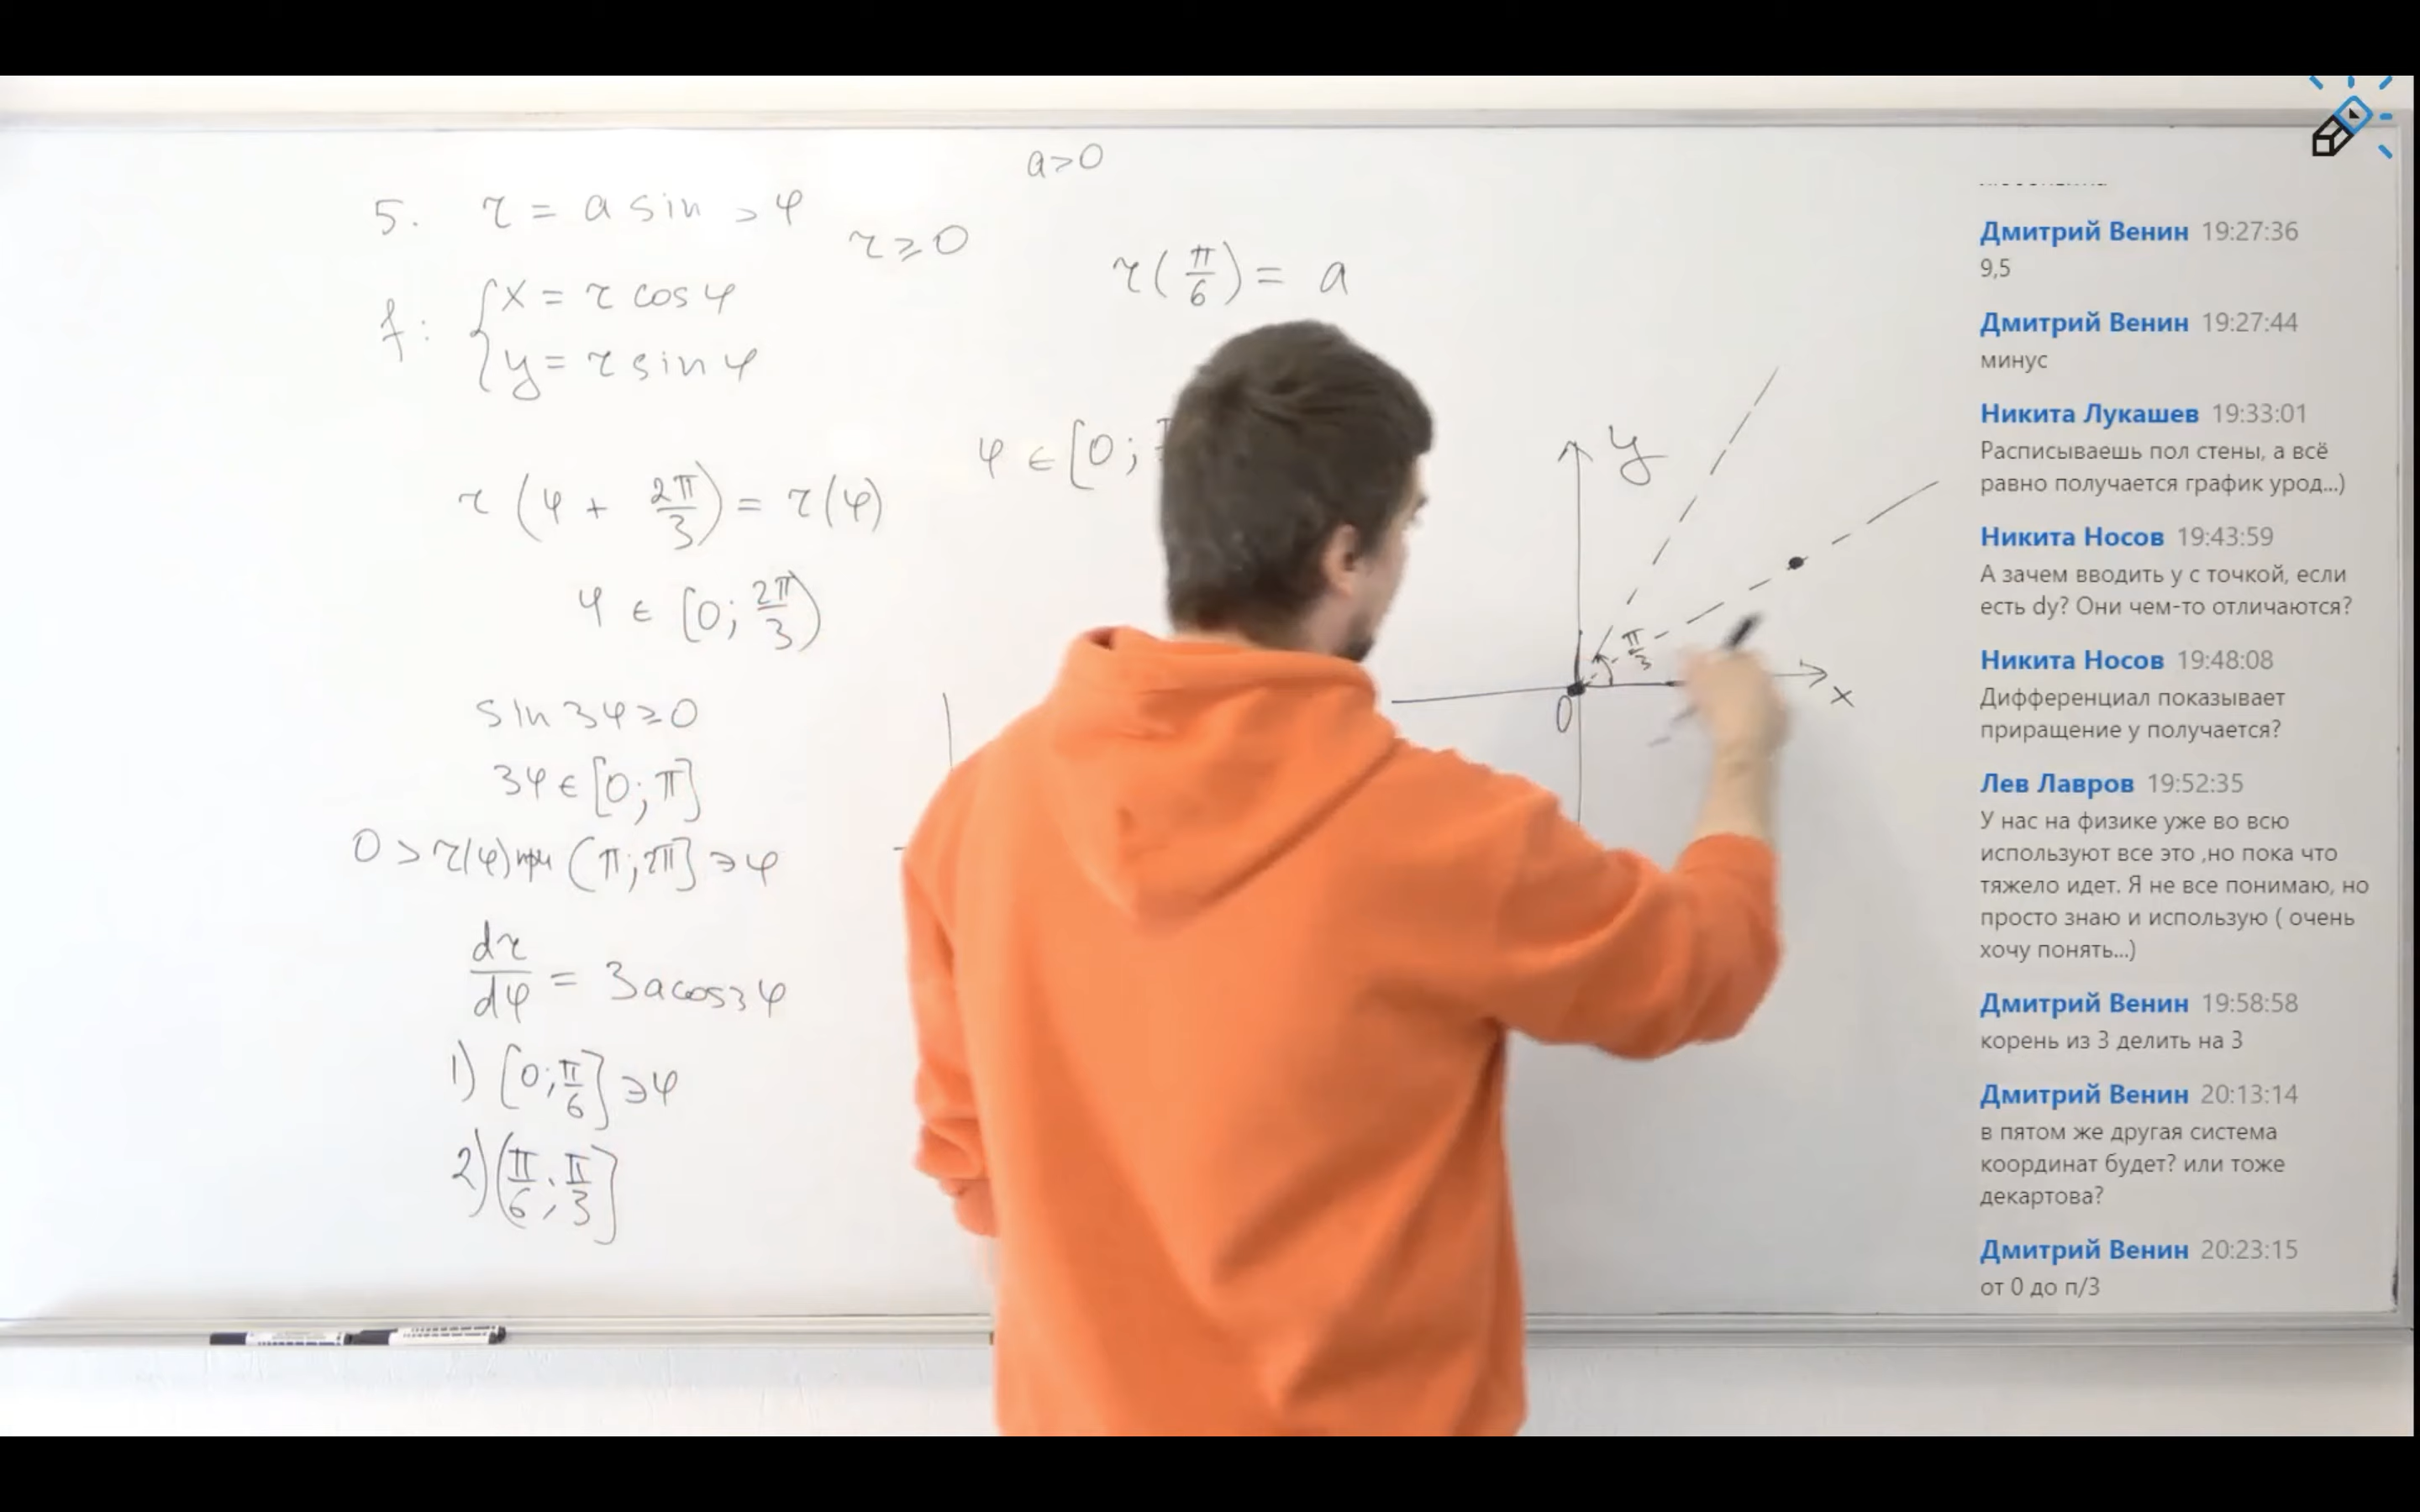 a>0
5. r = a sin 3φ
r ≥ 0
r(π/6) = a
f: { x = r cos φ
y = r sin φ
φ ∈ [0;
r(φ + 2π/3) = r(φ)
φ ∈ [0; 2π/3)
sin 3φ ≥ 0
3φ ∈ [0; π]
0 > r(φ) при (π; 2π] ∋ φ
dr/dφ = 3a cos 3φ
1) [0; π/6] ∋ φ
2) (π/6; π/3]
y
π/3
x
0
Дмитрий Венин 19:27:36
9,5
Дмитрий Венин 19:27:44
минус
Никита Лукашев 19:33:01
Расписываешь пол стены, а всё
равно получается график урод...)
Никита Носов 19:43:59
А зачем вводить у с точкой, если
есть dy? Они чем-то отличаются?
Никита Носов 19:48:08
Дифференциал показывает
приращение у получается?
Лев Лавров 19:52:35
У нас на физике уже во всю
используют все это ,но пока что
тяжело идет. Я не все понимаю, но
просто знаю и использую ( очень
хочу понять...)
Дмитрий Венин 19:58:58
корень из 3 делить на 3
Дмитрий Венин 20:13:14
в пятом же другая система
координат будет? или тоже
декартова?
Дмитрий Венин 20:23:15
от 0 до п/3